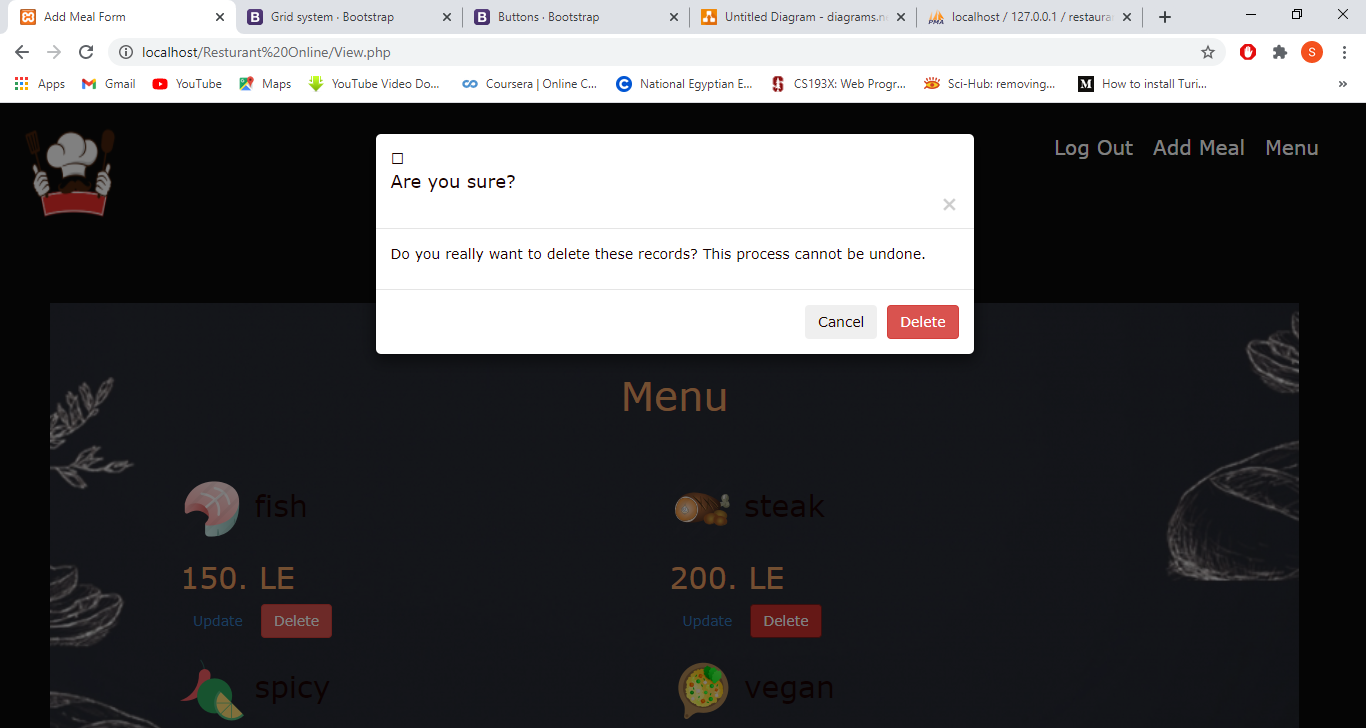 Add Meal Form
Grid system · Bootstrap
Buttons · Bootstrap
Untitled Diagram - diagrams.ne
localhost / 127.0.0.1 / restaurar
localhost/Resturant%20Online/View.php
S
Apps
Gmail
YouTube
Maps
YouTube Video Do...
Coursera | Online C...
National Egyptian E...
CS193X: Web Progr...
Sci-Hub: removing...
How to install Turi...
»
Log Out
Add Meal
Menu
Are you sure?
×
Do you really want to delete these records? This process cannot be undone.
Cancel
Delete
Menu
fish
steak
150. LE
200. LE
Update
Delete
Update
Delete
spicy
vegan